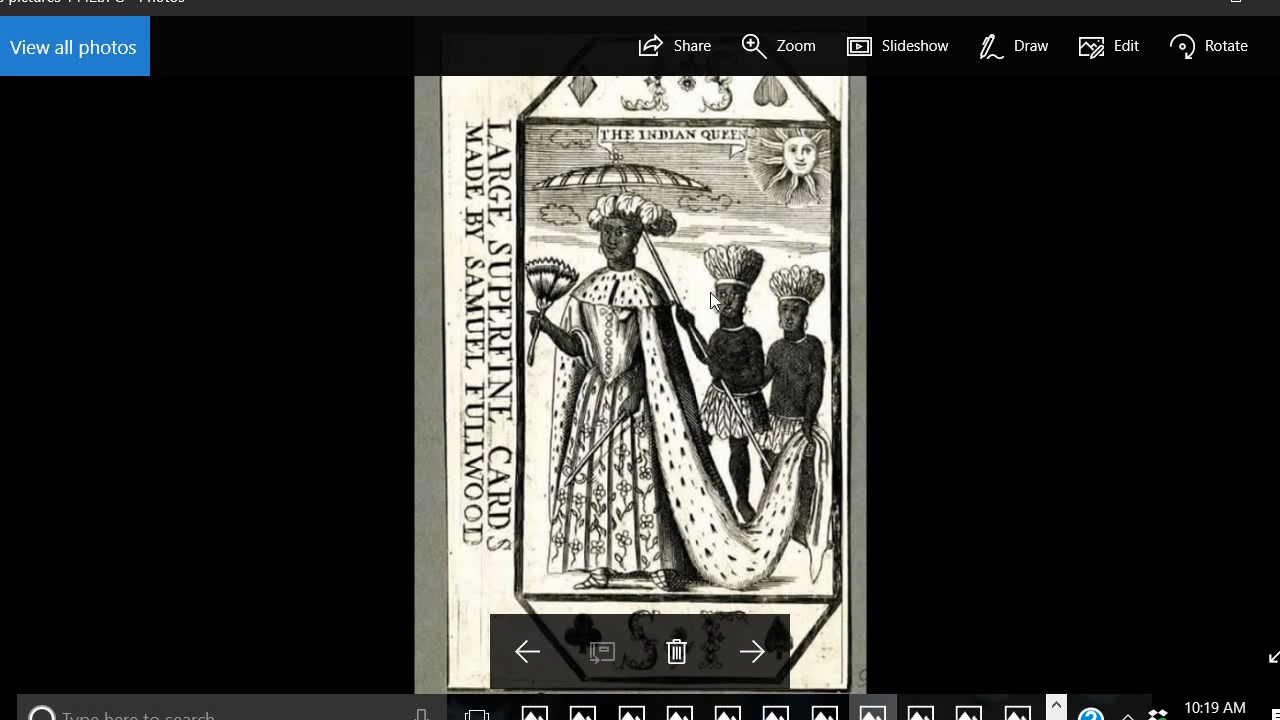 View all photos
Share
Zoom
Slideshow
Draw
Edit
Rotate
THE INDIAN QUEEN
LARGE SUPERFINE CARDS
MADE BY SAMUEL FULLWOOD
Type here to search
10:19 AM